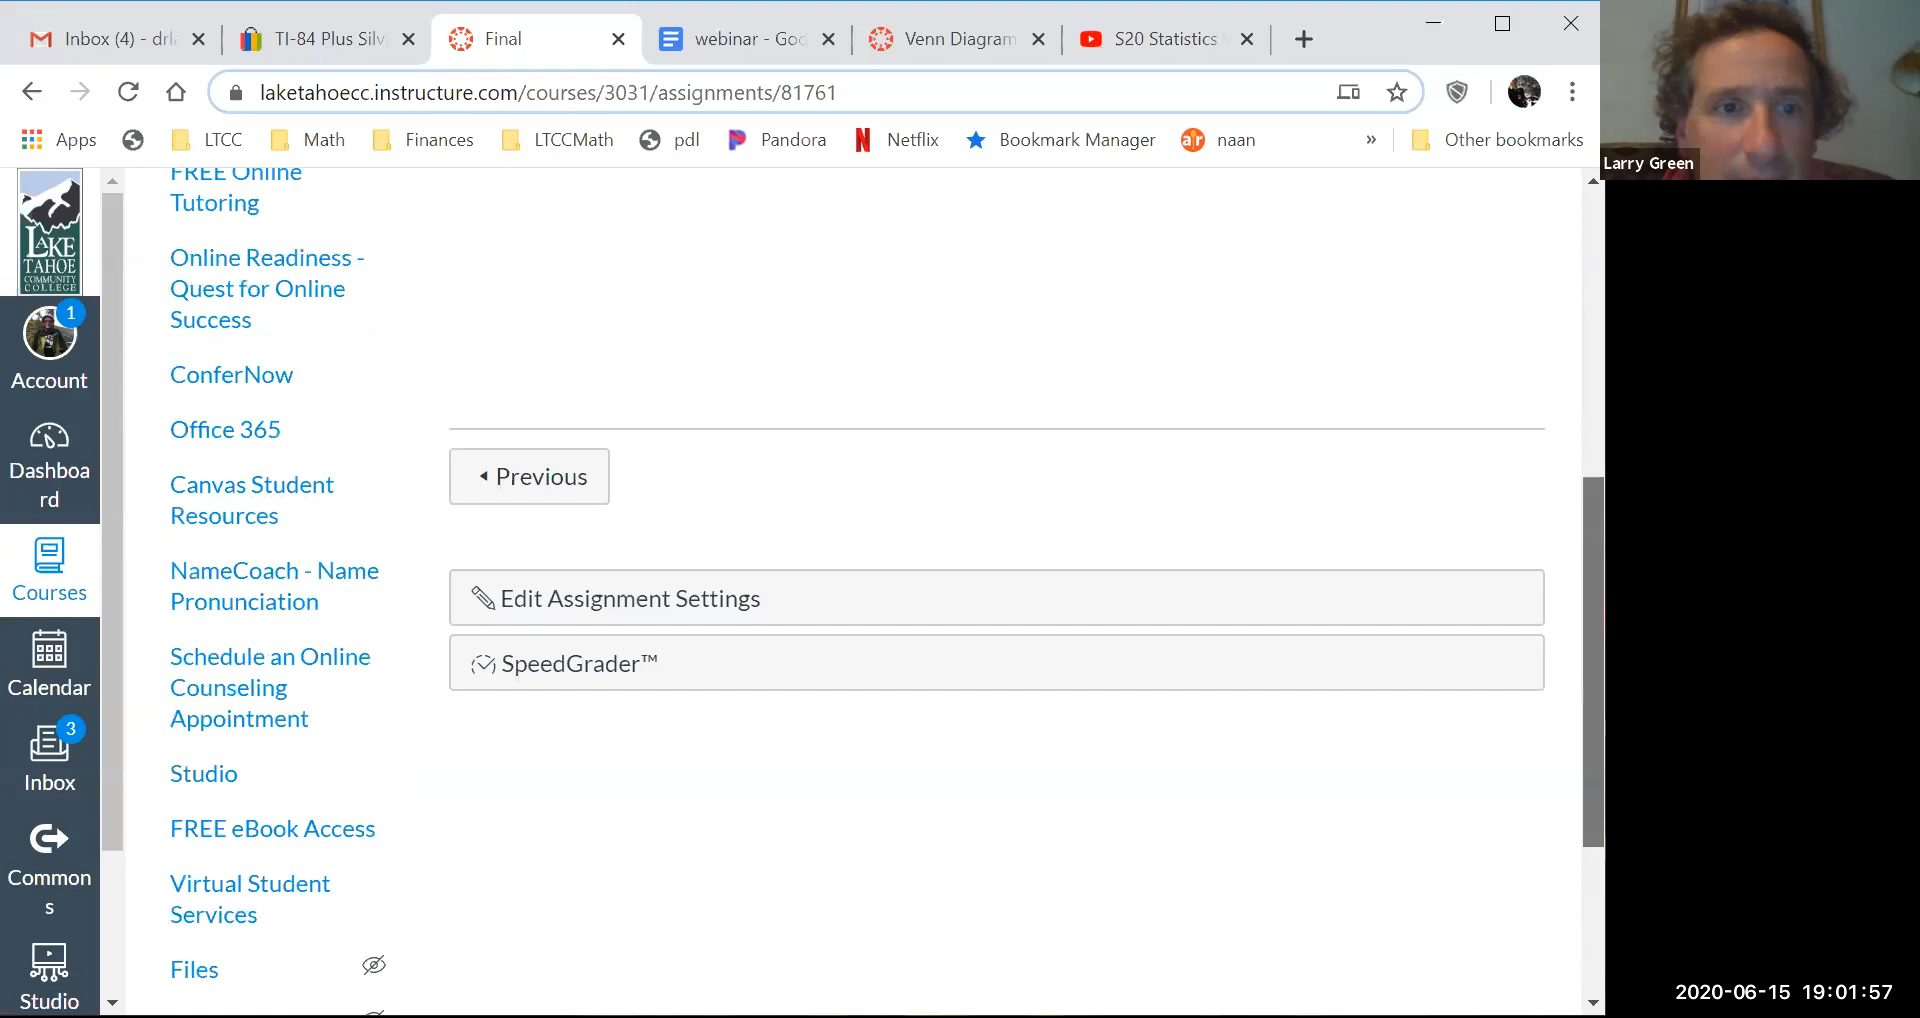 Inbox (4) - drla
TI-84 Plus Silv
Final
webinar - Goo
Venn Diagram
S20 Statistics
laketahoecc.instructure.com/courses/3031/assignments/81761
Apps
LTCC
Math
Finances
LTCCMath
pdl
Pandora
Netflix
Bookmark Manager
naan
»
Other bookmarks
Larry Green
LAKE
TAHOE
COMMUNITY
COLLEGE
1
Account
Dashboa
rd
Courses
Calendar
3
Inbox
Common
s
Studio
FREE Online
Tutoring
Online Readiness -
Quest for Online
Success
ConferNow
Office 365
Canvas Student
Resources
NameCoach - Name
Pronunciation
Schedule an Online
Counseling
Appointment
Studio
FREE eBook Access
Virtual Student
Services
Files
Previous
Edit Assignment Settings
SpeedGrader™
2020-06-15 19:01:57